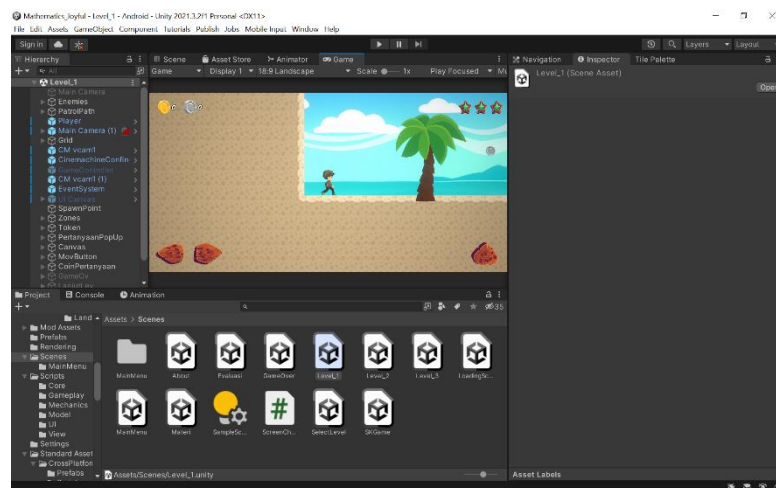 Mathematics_Joyful - Level_1 - Android - Unity 2021.3.2f1 Personal <DX11>
File Edit Assets GameObject Component Tutorials Publish Jobs Mobile Input Window Help
Sign in
Layers
Layout
Hierarchy
All
Level_1
Main Camera
Enemies
PatrolPath
Player
Main Camera (1)
Grid
CM vcam1
CinemachineConfin
GameController
CM vcam1 (1)
EventSystem
UI Canvas
SpawnPoint
Zones
Token
PertanyaanPopUp
Canvas
MovButton
CoinPertanyaan
GameOv
Scene
Asset Store
Animator
Game
Game
Display 1
18:9 Landscape
Scale
1x
Play Focused
Navigation
Inspector
Tile Palette
Level_1 (Scene Asset)
Ope
Project
Console
Animation
35
Land
Mod Assets
Prefabs
Rendering
Scenes
MainMenu
Scripts
Core
Gameplay
Mechanics
Model
UI
View
Settings
Standard Asset
CrossPlatfor
Prefabs
Assets > Scenes
MainMenu
About
Evaluasi
GameOver
Level_1
Level_2
Level_3
LoadingSc...
MainMenu
Materi
SampleSc...
ScreenCh...
SelectLevel
SKGame
Assets/Scenes/Level_1.unity
Asset Labels